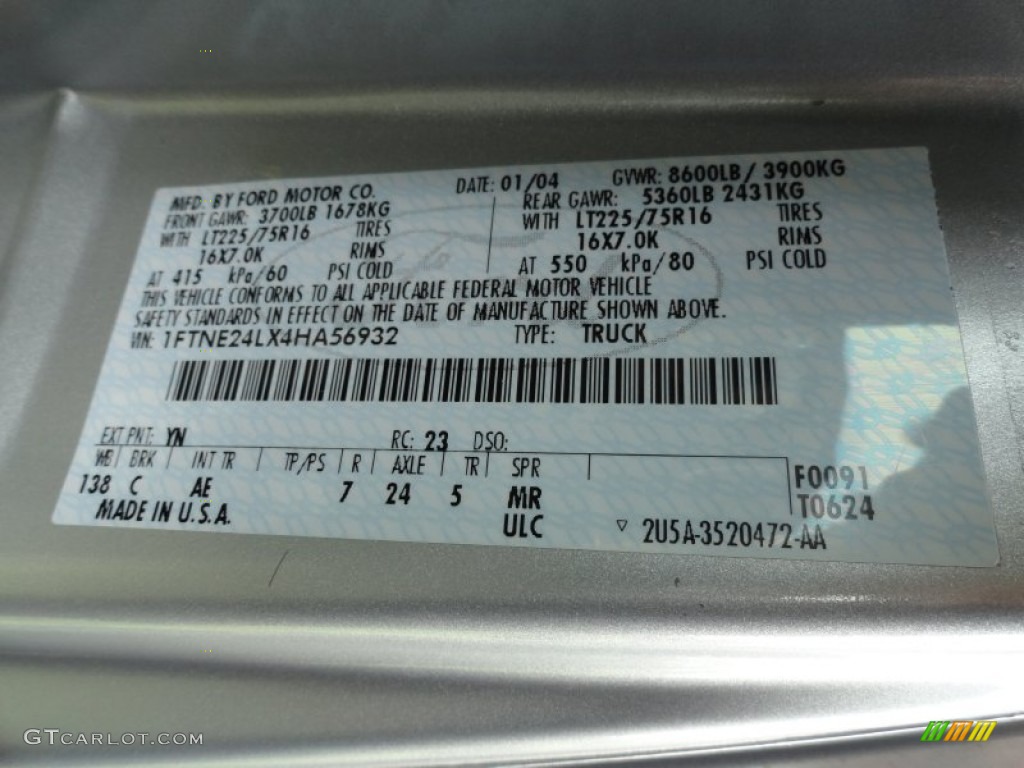 MFD. BY FORD MOTOR CO. DATE: 01/04 GVWR: 8600LB/ 3900KG
FRONT GAWR: 3700LB 1678KG REAR GAWR: 5360LB 2431KG
WITH LT225/75R16 TIRES WITH LT225/75R16 TIRES
16X7.0K RIMS 16X7.0K RIMS
AT 415 kPa/60 PSI COLD AT 550 kPa/80 PSI COLD
THIS VEHICLE CONFORMS TO ALL APPLICABLE FEDERAL MOTOR VEHICLE
SAFETY STANDARDS IN EFFECT ON THE DATE OF MANUFACTURE SHOWN ABOVE.
VIN: 1FTNE24LX4HA56932 TYPE: TRUCK
EXT PNT: YN RC: 23 DSO:
WB BRK INT TR TP/PS R AXLE TR SPR
138 C AE 7 24 5 MR F0091
MADE IN U.S.A. ULC T0624
▽ 2U5A-3520472-AA
GTCARLOT.COM